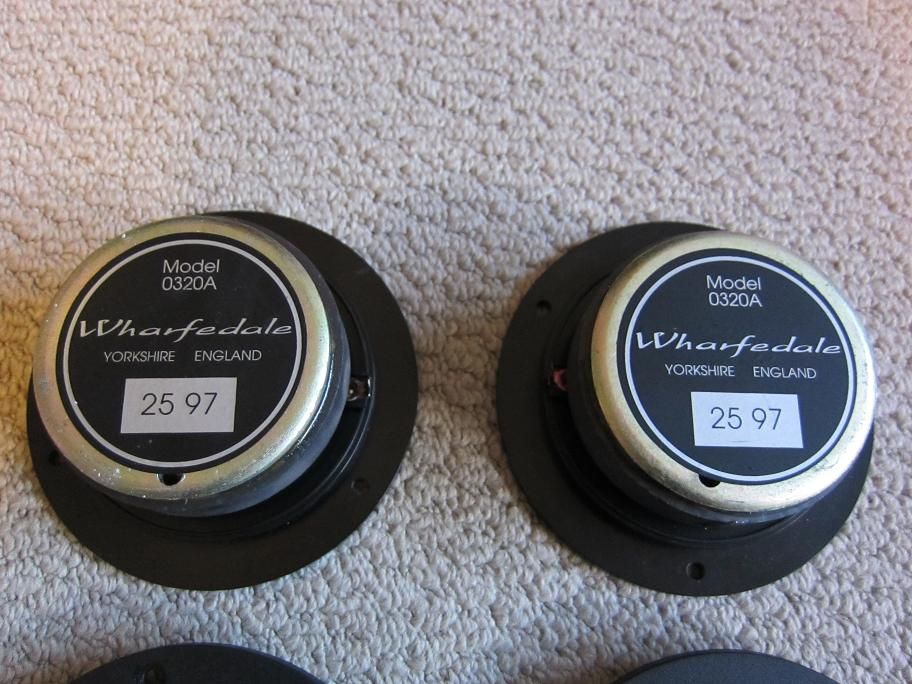 Model
0320A
Wharfedale
YORKSHIRE ENGLAND
25 97
Model
0320A
Wharfedale
YORKSHIRE ENGLAND
25 97